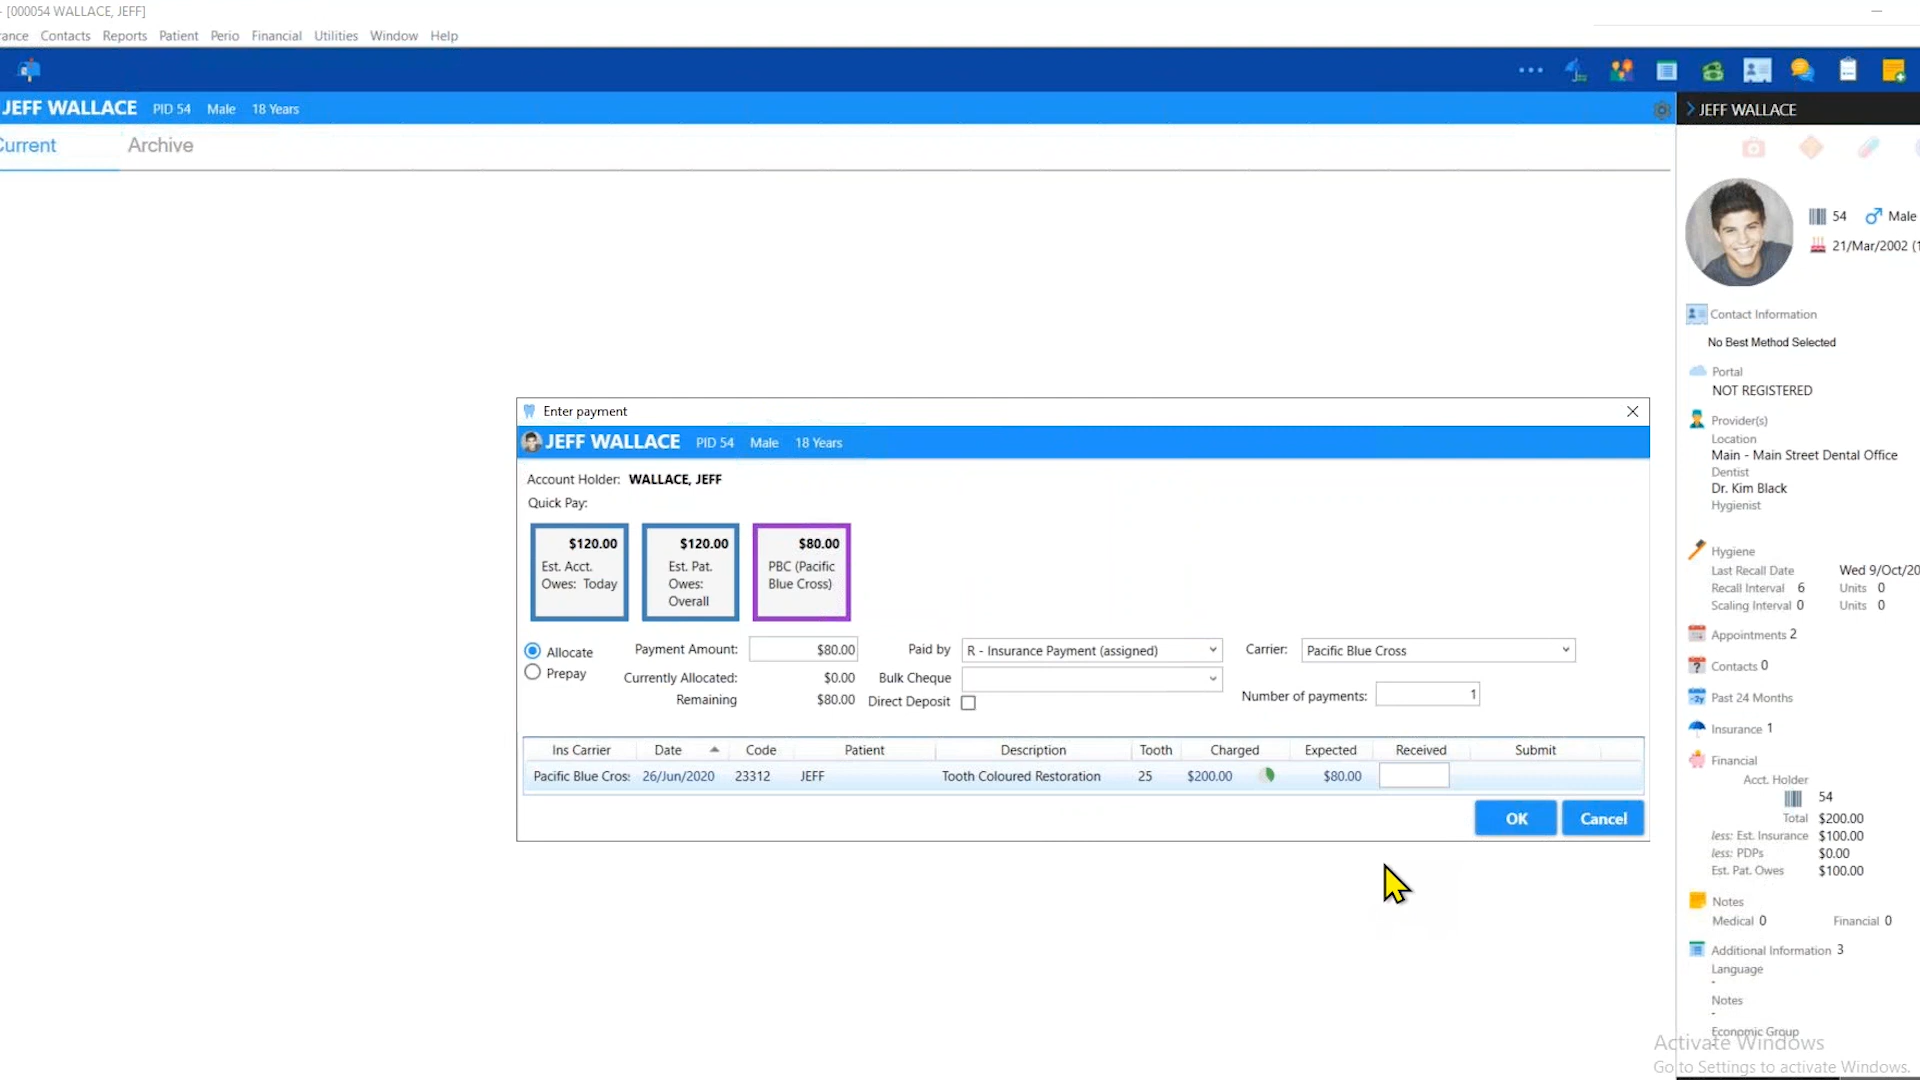 - [000054 WALLACE, JEFF]
rance Contacts Reports Patient Perio Financial Utilities Window Help
JEFF WALLACE PID 54 Male 18 Years
JEFF WALLACE
Current Archive
54 Male
21/Mar/2002 (1
Contact Information
No Best Method Selected
Portal
NOT REGISTERED
Provider(s)
Location
Main - Main Street Dental Office
Dentist
Dr. Kim Black
Hygienist
Hygiene
Last Recall Date Wed 9/Oct/20
Recall Interval 6 Units 0
Scaling Interval 0 Units 0
Appointments 2
Contacts 0
Past 24 Months
Insurance 1
Financial
Acct. Holder
54
Total $200.00
less: Est. Insurance $100.00
less: PDPs $0.00
Est. Pat. Owes $100.00
Notes
Medical 0 Financial 0
Additional Information 3
Language
-
Notes
-
Economic Group
Enter payment
JEFF WALLACE PID 54 Male 18 Years
Account Holder: WALLACE, JEFF
Quick Pay:
$120.00
Est. Acct.
Owes: Today
$120.00
Est. Pat.
Owes:
Overall
$80.00
PBC (Pacific
Blue Cross)
Allocate
Prepay
Payment Amount: $80.00
Currently Allocated: $0.00
Remaining $80.00
Paid by R - Insurance Payment (assigned)
Bulk Cheque
Direct Deposit
Carrier: Pacific Blue Cross
Number of payments: 1
Ins Carrier Date Code Patient Description Tooth Charged Expected Received Submit
Pacific Blue Cros: 26/Jun/2020 23312 JEFF Tooth Coloured Restoration 25 $200.00 $80.00
OK Cancel
Activate Windows
Go to Settings to activate Windows.